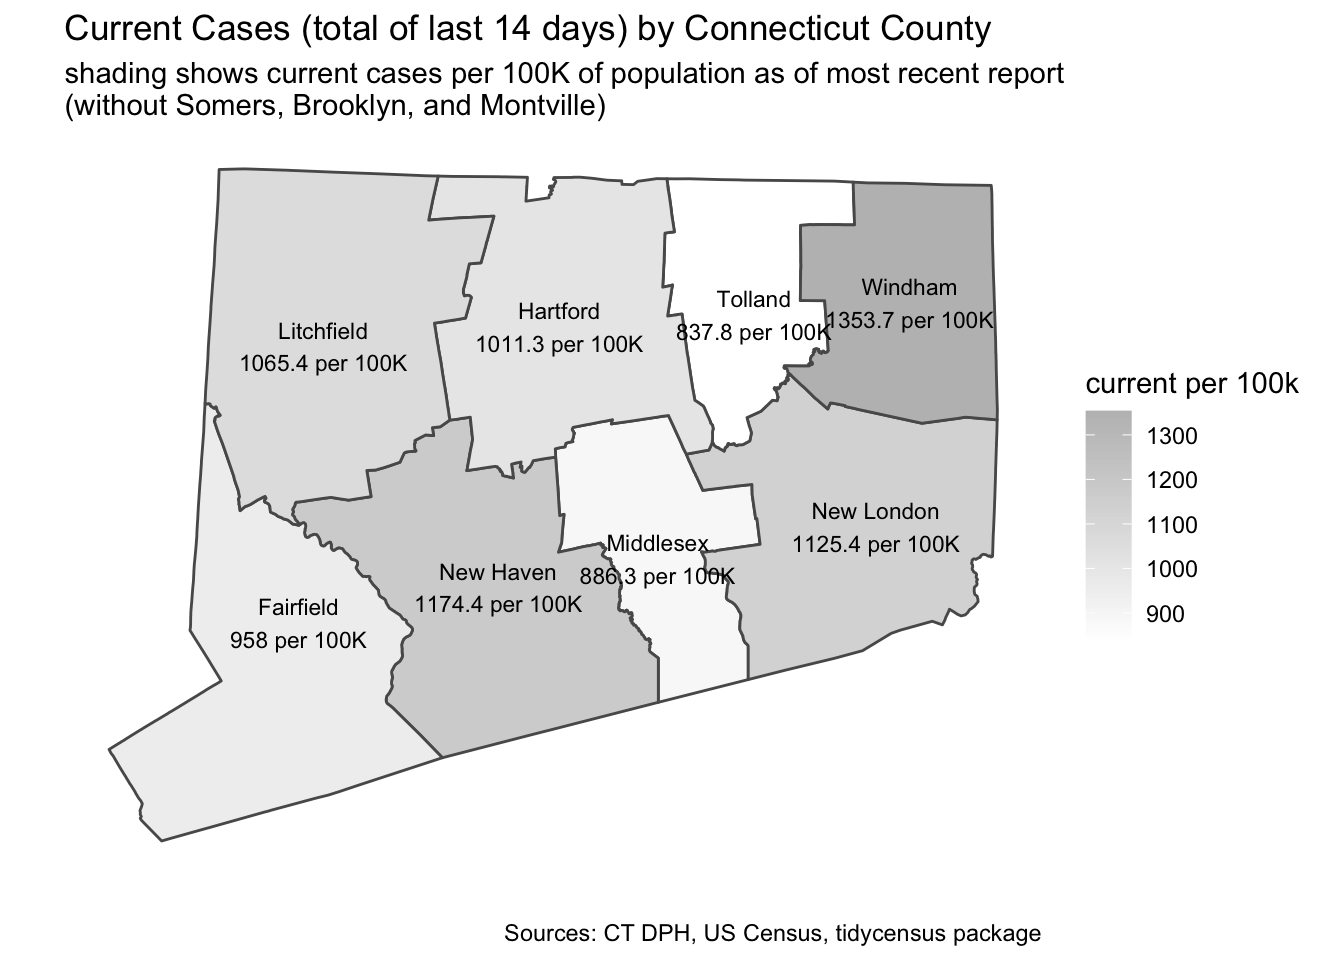 Current Cases (total of last 14 days) by Connecticut County
shading shows current cases per 100K of population as of most recent report
(without Somers, Brooklyn, and Montville)
Litchfield
1065.4 per 100K
Hartford
1011.3 per 100K
Tolland
837.8 per 100K
Windham
1353.7 per 100K
Fairfield
958 per 100K
New Haven
1174.4 per 100K
Middlesex
886.3 per 100K
New London
1125.4 per 100K
current per 100k
1300
1200
1100
1000
900
Sources: CT DPH, US Census, tidycensus package